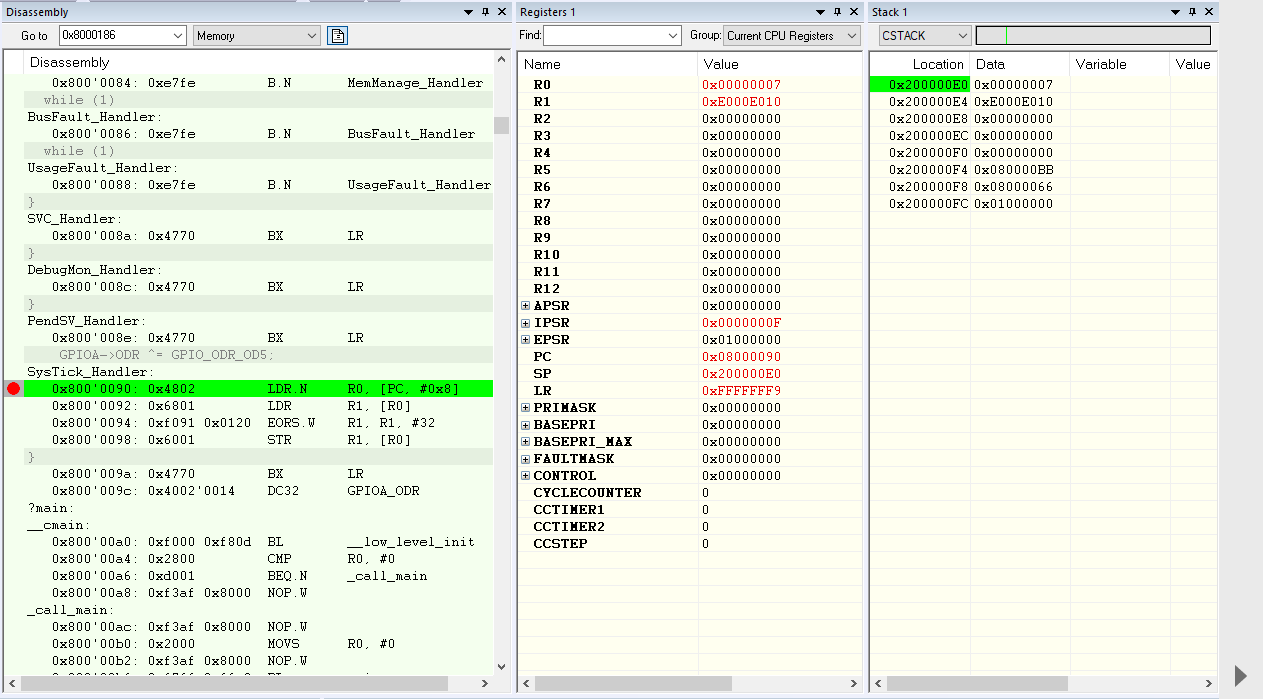 Disassembly
Go to 0x8000186 Memory
Disassembly
0x800'0084: 0xe7fe B.N MemManage_Handler
while (1)
BusFault_Handler:
0x800'0086: 0xe7fe B.N BusFault_Handler
while (1)
UsageFault_Handler:
0x800'0088: 0xe7fe B.N UsageFault_Handler
}
SVC_Handler:
0x800'008a: 0x4770 BX LR
}
DebugMon_Handler:
0x800'008c: 0x4770 BX LR
}
PendSV_Handler:
0x800'008e: 0x4770 BX LR
GPIOA->ODR ^= GPIO_ODR_OD5;
SysTick_Handler:
0x800'0090: 0x4802 LDR.N R0, [PC, #0x8]
0x800'0092: 0x6801 LDR R1, [R0]
0x800'0094: 0xf091 0x0120 EORS.W R1, R1, #32
0x800'0098: 0x6001 STR R1, [R0]
}
0x800'009a: 0x4770 BX LR
0x800'009c: 0x4002'0014 DC32 GPIOA_ODR
?main:
__cmain:
0x800'00a0: 0xf000 0xf80d BL __low_level_init
0x800'00a4: 0x2800 CMP R0, #0
0x800'00a6: 0xd001 BEQ.N _call_main
0x800'00a8: 0xf3af 0x8000 NOP.W
_call_main:
0x800'00ac: 0xf3af 0x8000 NOP.W
0x800'00b0: 0x2000 MOVS R0, #0
0x800'00b2: 0xf3af 0x8000 NOP.W
Registers 1
Find: Group: Current CPU Registers
Name Value
R0 0x00000007
R1 0xE000E010
R2 0x00000000
R3 0x00000000
R4 0x00000000
R5 0x00000000
R6 0x00000000
R7 0x00000000
R8 0x00000000
R9 0x00000000
R10 0x00000000
R11 0x00000000
R12 0x00000000
APSR 0x00000000
IPSR 0x0000000F
EPSR 0x01000000
PC 0x08000090
SP 0x200000E0
LR 0xFFFFFFF9
PRIMASK 0x00000000
BASEPRI 0x00000000
BASEPRI_MAX 0x00000000
FAULTMASK 0x00000000
CONTROL 0x00000000
CYCLECOUNTER 0
CCTIMER1 0
CCTIMER2 0
CCSTEP 0
Stack 1
CSTACK
Location Data Variable Value
0x200000E0 0x00000007
0x200000E4 0xE000E010
0x200000E8 0x00000000
0x200000EC 0x00000000
0x200000F0 0x00000000
0x200000F4 0x080000BB
0x200000F8 0x08000066
0x200000FC 0x01000000